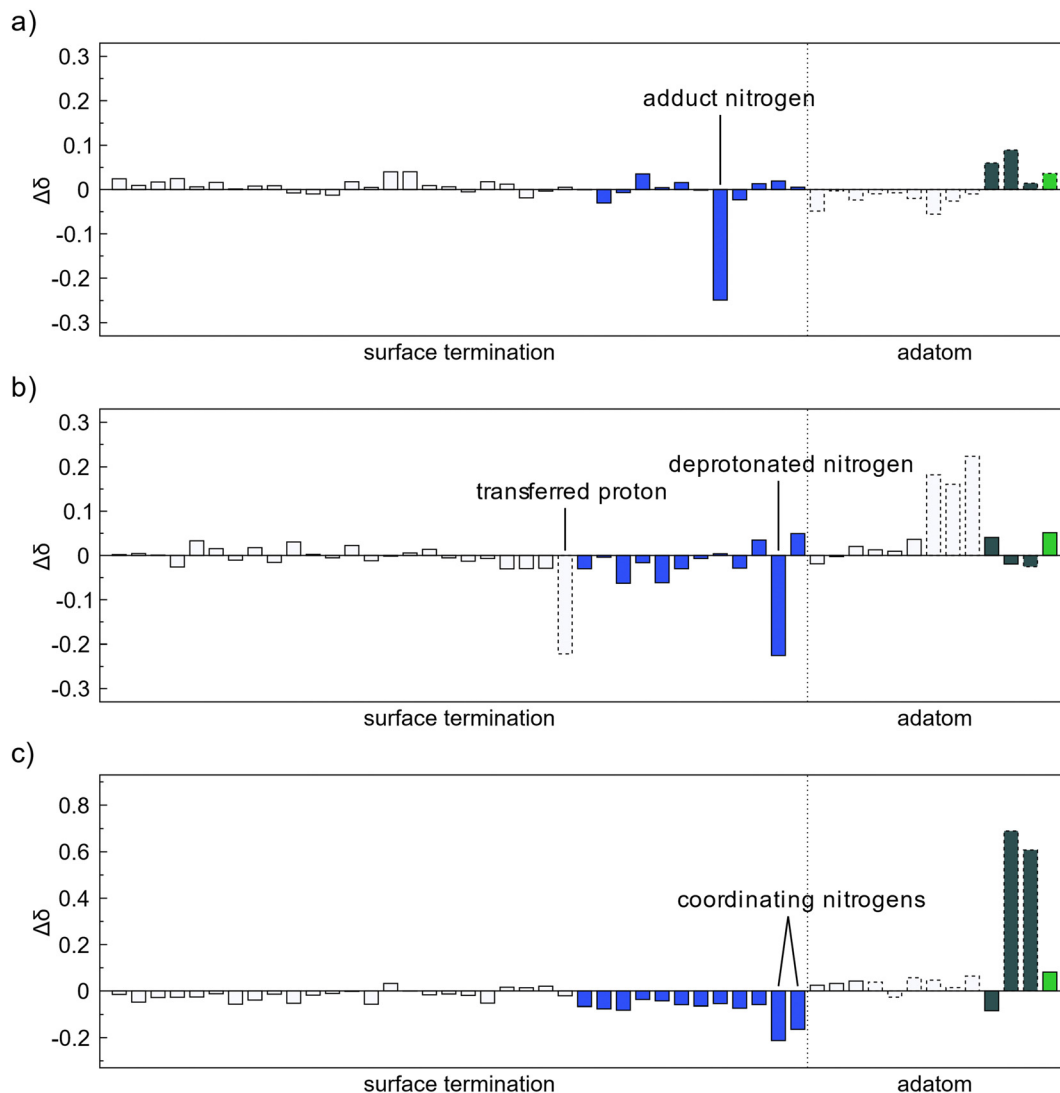 a)
0.3
0.2
adduct nitrogen
0.1
Δδ
0
-0.1
-0.2
-0.3
surface termination adatom
b)
0.3
deprotonated nitrogen
0.2
transferred proton
0.1
Δδ
0
-0.1
-0.2
-0.3
surface termination adatom
c)
0.8
0.6
coordinating nitrogens
0.4
0.2
Δδ
0
-0.2
surface termination adatom